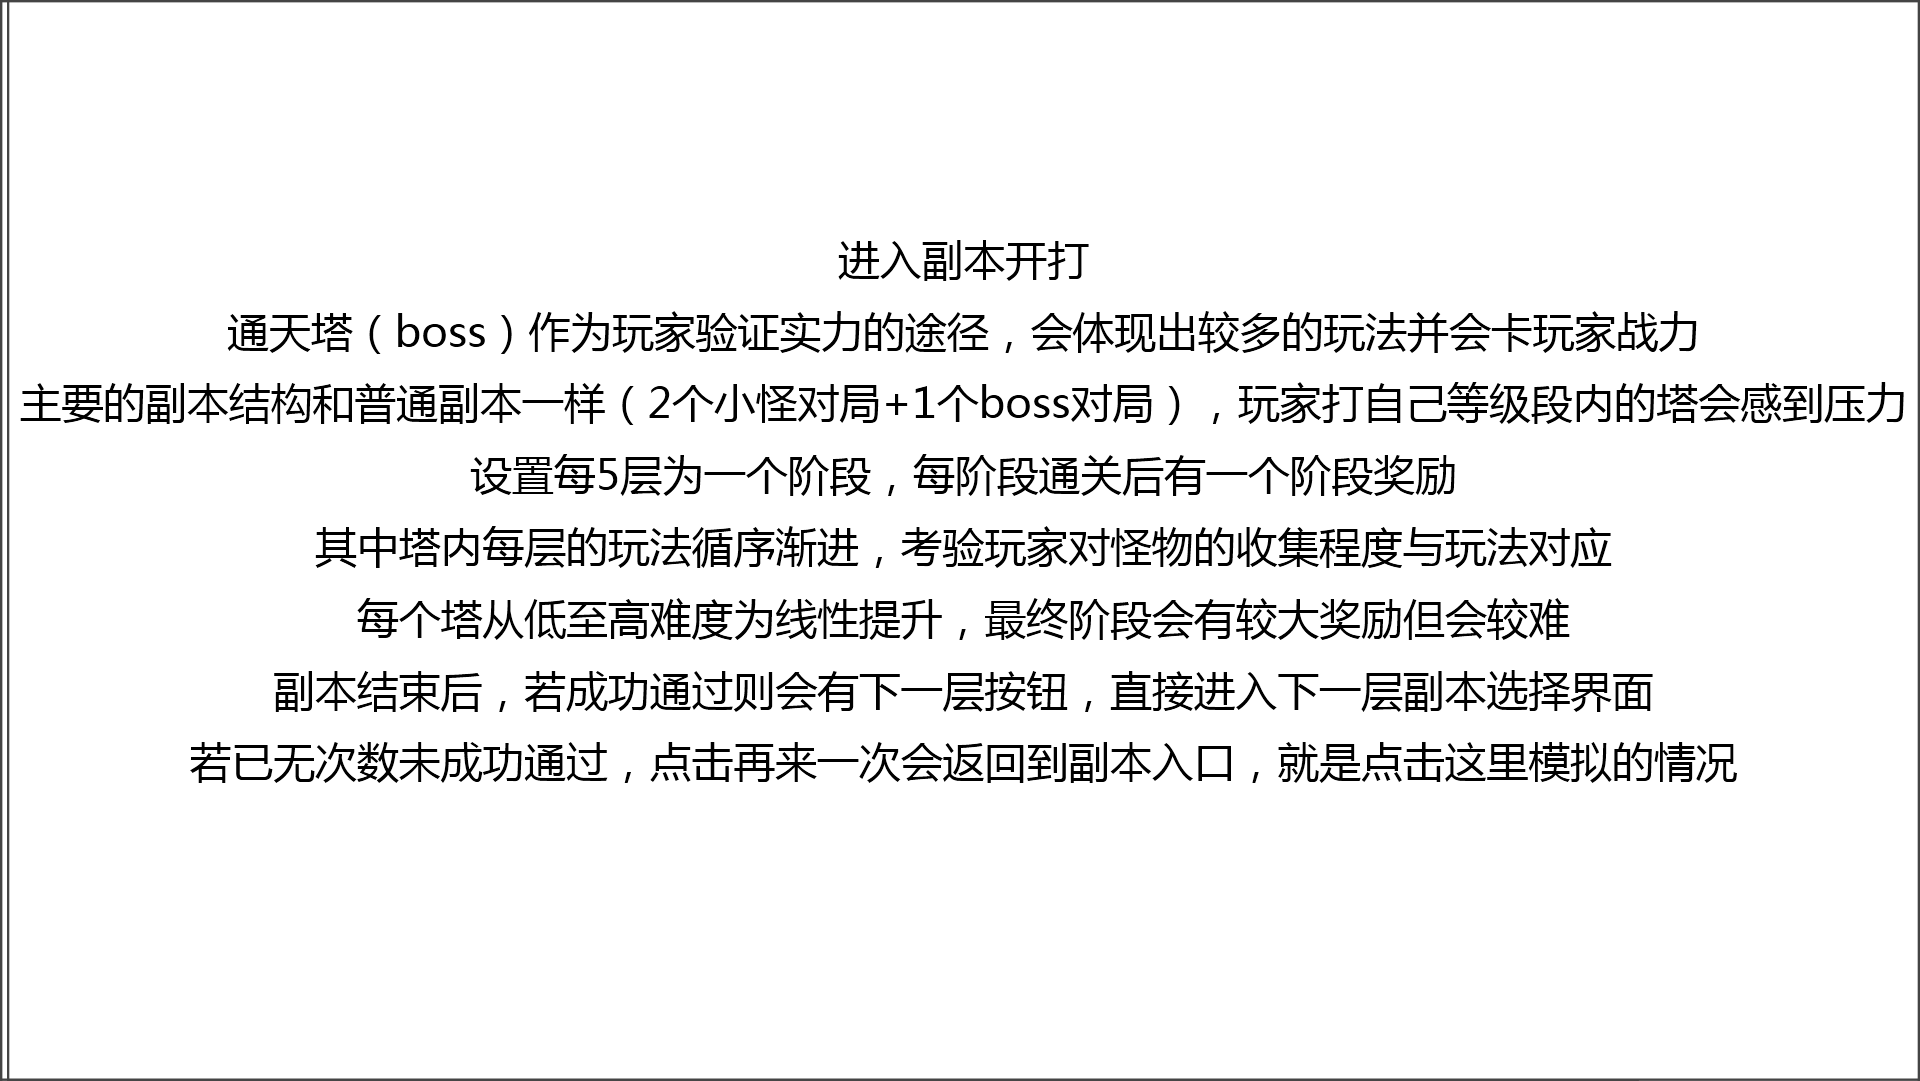 进入副本开打
通天塔（boss）作为玩家验证实力的途径，会体现出较多的玩法并会卡玩家战力
主要的副本结构和普通副本一样（2个小怪对局+1个boss对局），玩家打自己等级段内的塔会感到压力
设置每5层为一个阶段，每阶段通关后有一个阶段奖励
其中塔内每层的玩法循序渐进，考验玩家对怪物的收集程度与玩法对应
每个塔从低至高难度为线性提升，最终阶段会有较大奖励但会较难
副本结束后，若成功通过则会有下一层按钮，直接进入下一层副本选择界面
若已无次数未成功通过，点击再来一次会返回到副本入口，就是点击这里模拟的情况